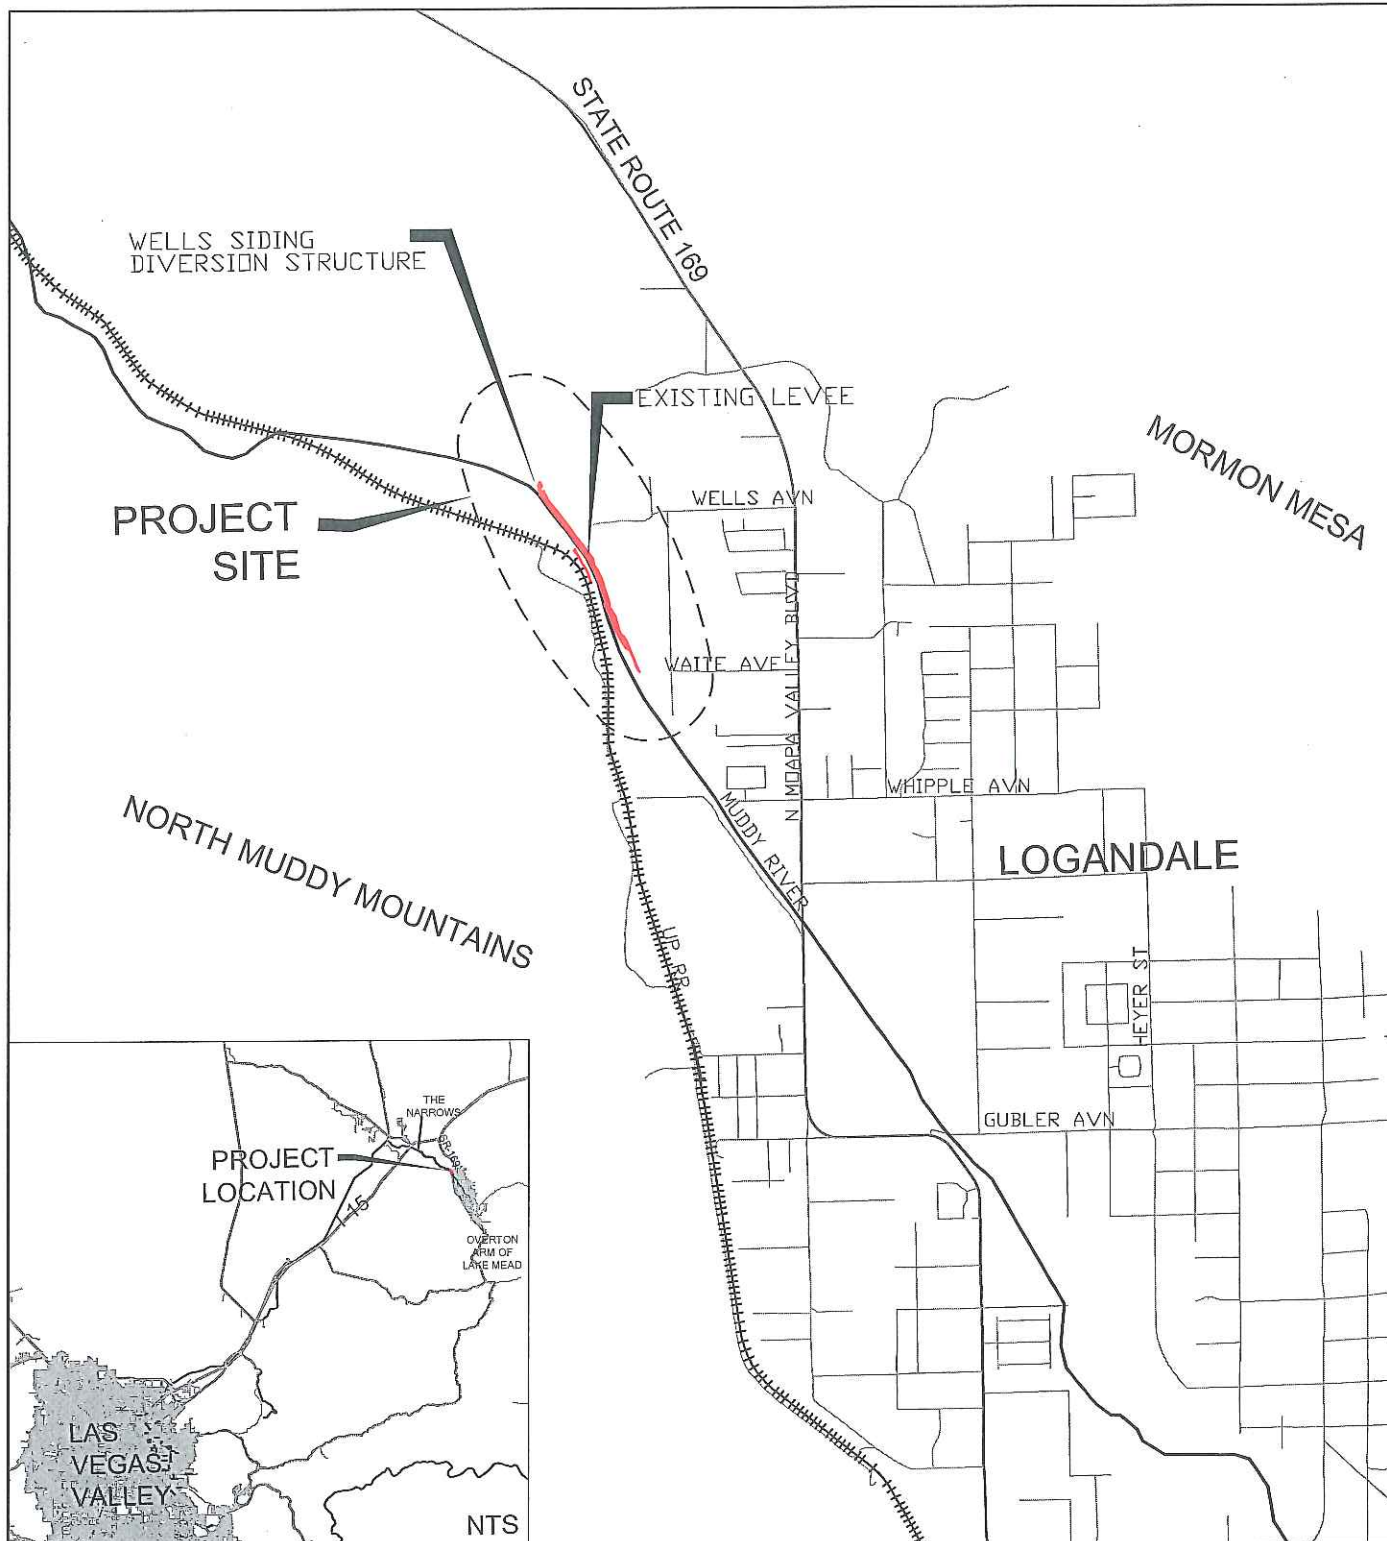 STATE ROUTE 169
WELLS SIDING
DIVERSION STRUCTURE
EXISTING LEVEE
MORMON MESA
WELLS AVN
PROJECT
SITE
WAITE AVE
N MOAPA VALLEY BLVD
WHIPPLE AVN
MUDDY RIVER
NORTH MUDDY MOUNTAINS
LOGANDALE
UP RR
HEYER ST
GUBLER AVN
THE
NARROWS
SR-169
PROJECT
LOCATION
I-15
OVERTON
ARM OF
LAKE MEAD
LAS
VEGAS
VALLEY
NTS